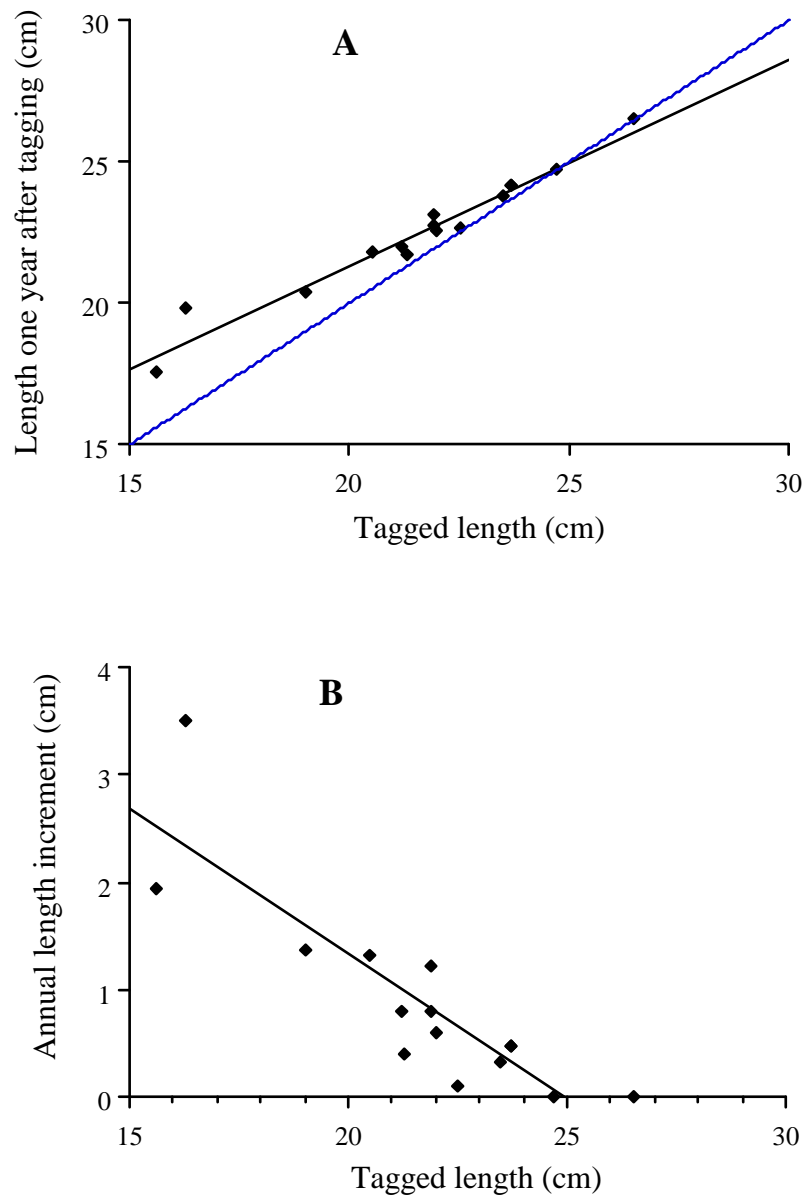 A
Length one year after tagging (cm)
30
25
20
15
15 20 25 30
Tagged length (cm)
B
Annual length increment (cm)
4
3
2
1
0
15 20 25 30
Tagged length (cm)